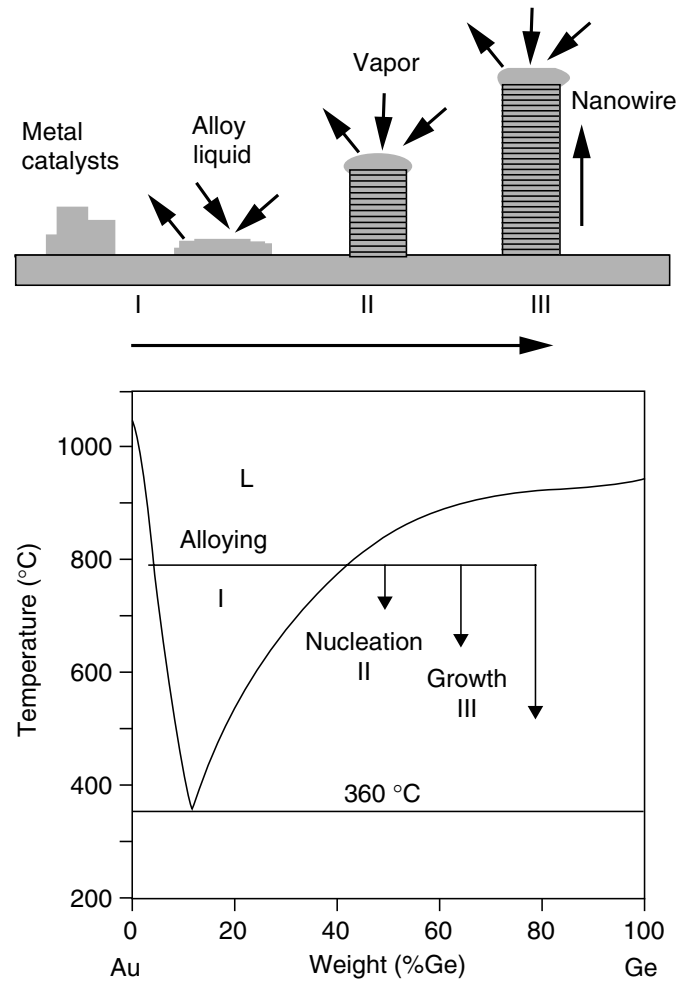 Metal
catalysts
Alloy
liquid
Vapor
Nanowire
I
II
III
1000
800
600
400
200
Temperature (°C)
L
Alloying
I
Nucleation
II
Growth
III
360 °C
0
20
40
60
80
100
Au
Weight (%Ge)
Ge